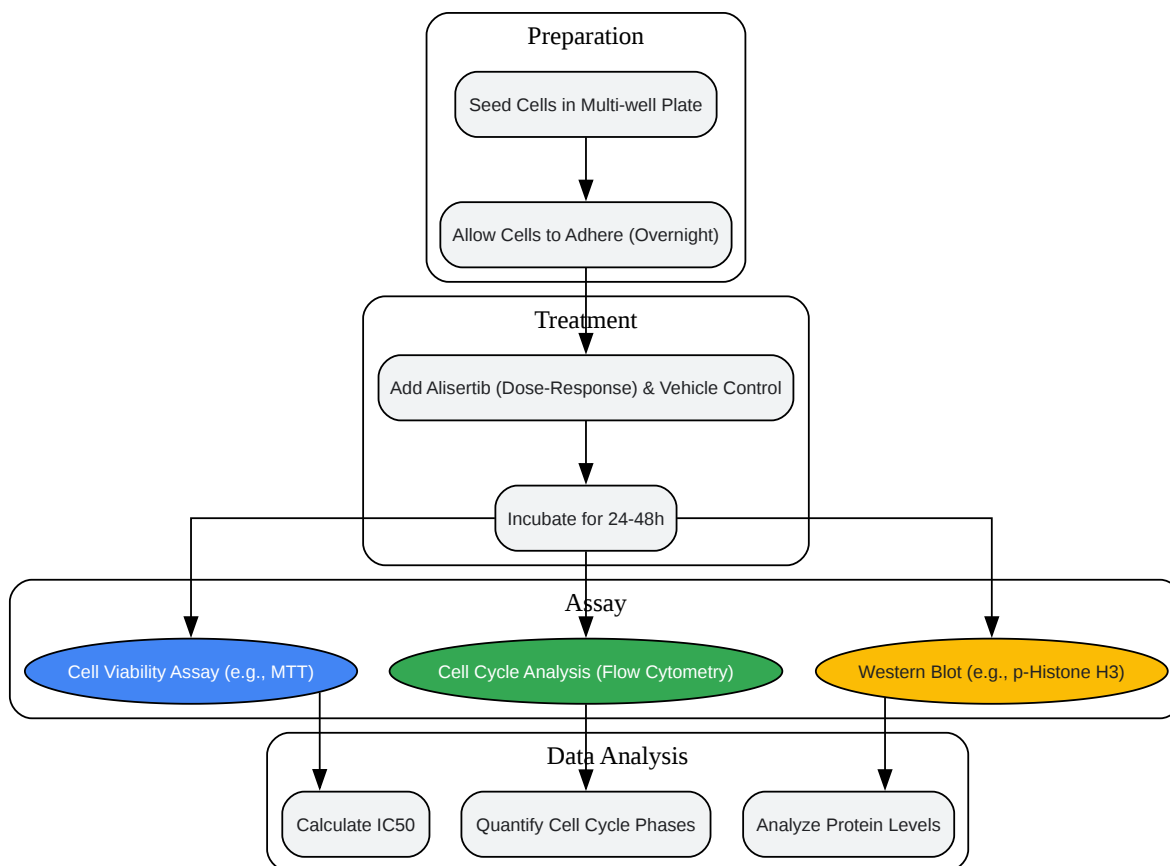 Preparation
Seed Cells in Multi-well Plate
Allow Cells to Adhere (Overnight)
Treatment
Add Alisertib (Dose-Response) & Vehicle Control
Incubate for 24-48h
Assay
Cell Viability Assay (e.g., MTT)
Cell Cycle Analysis (Flow Cytometry)
Western Blot (e.g., p-Histone H3)
Data Analysis
Calculate IC50
Quantify Cell Cycle Phases
Analyze Protein Levels